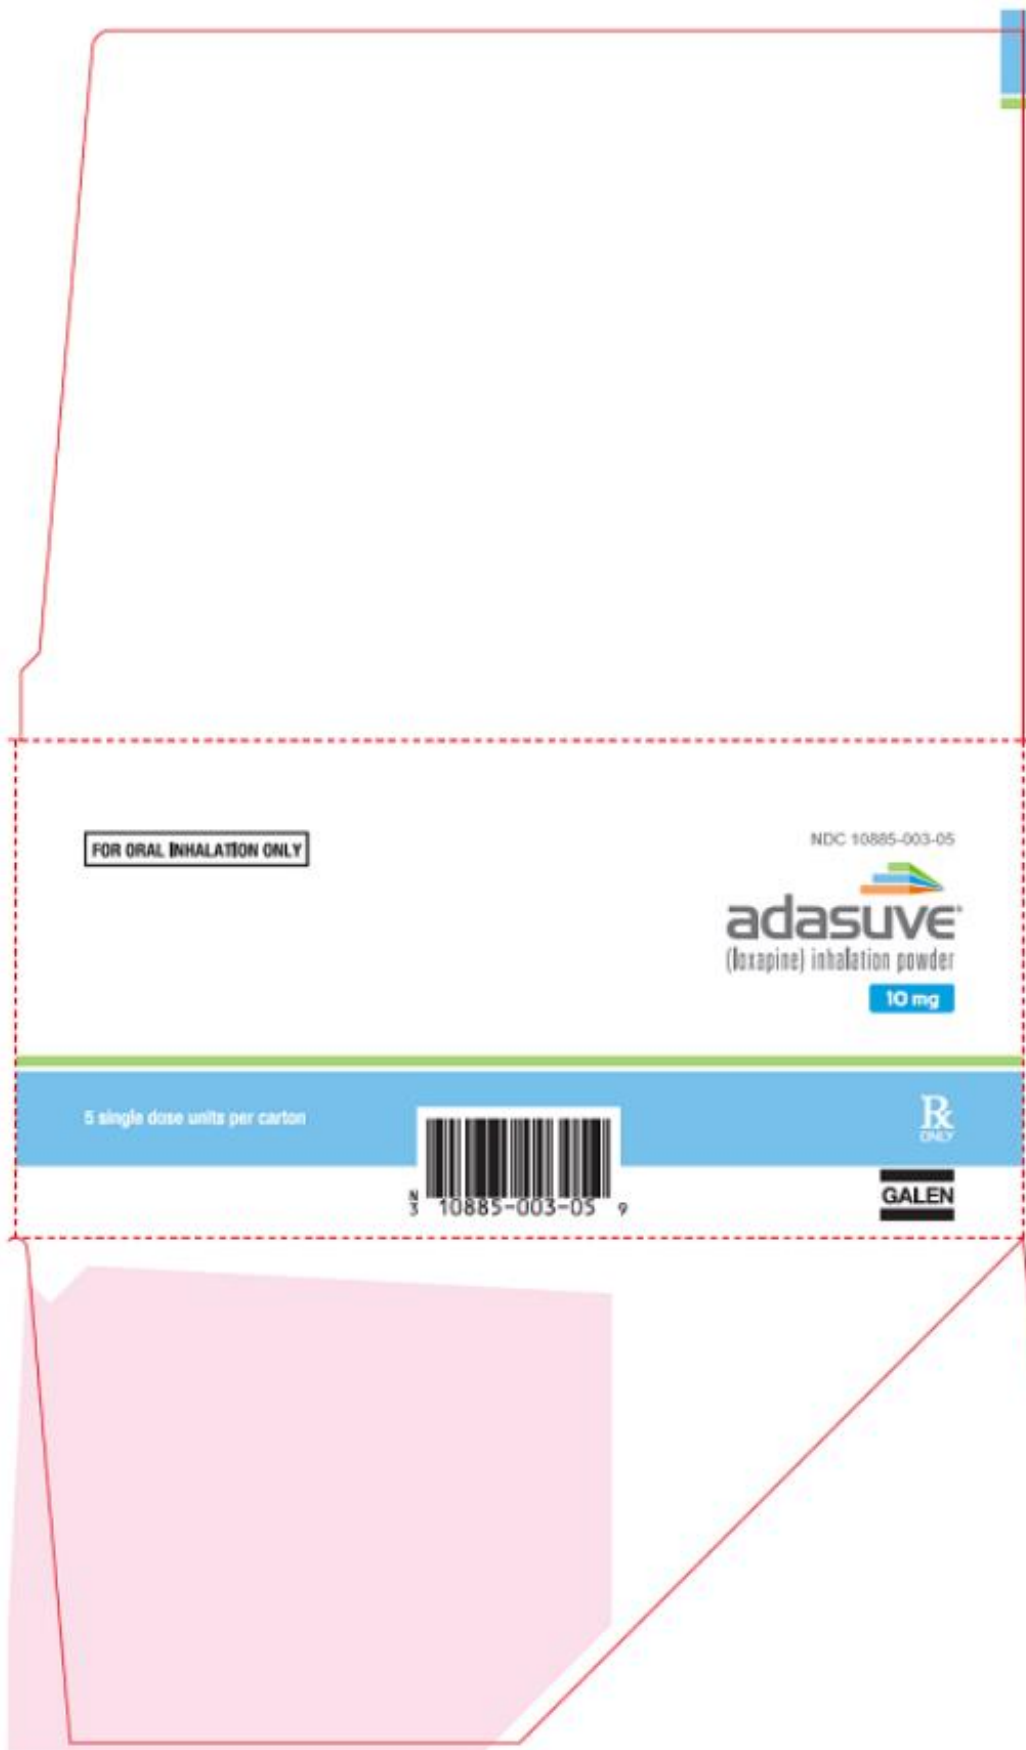 FOR ORAL INHALATION ONLY
NDC 10885-003-05
adasuve®
(loxapine) inhalation powder
10 mg
5 single dose units per carton
Rx
ONLY
N
3 10885-003-05 9
GALEN